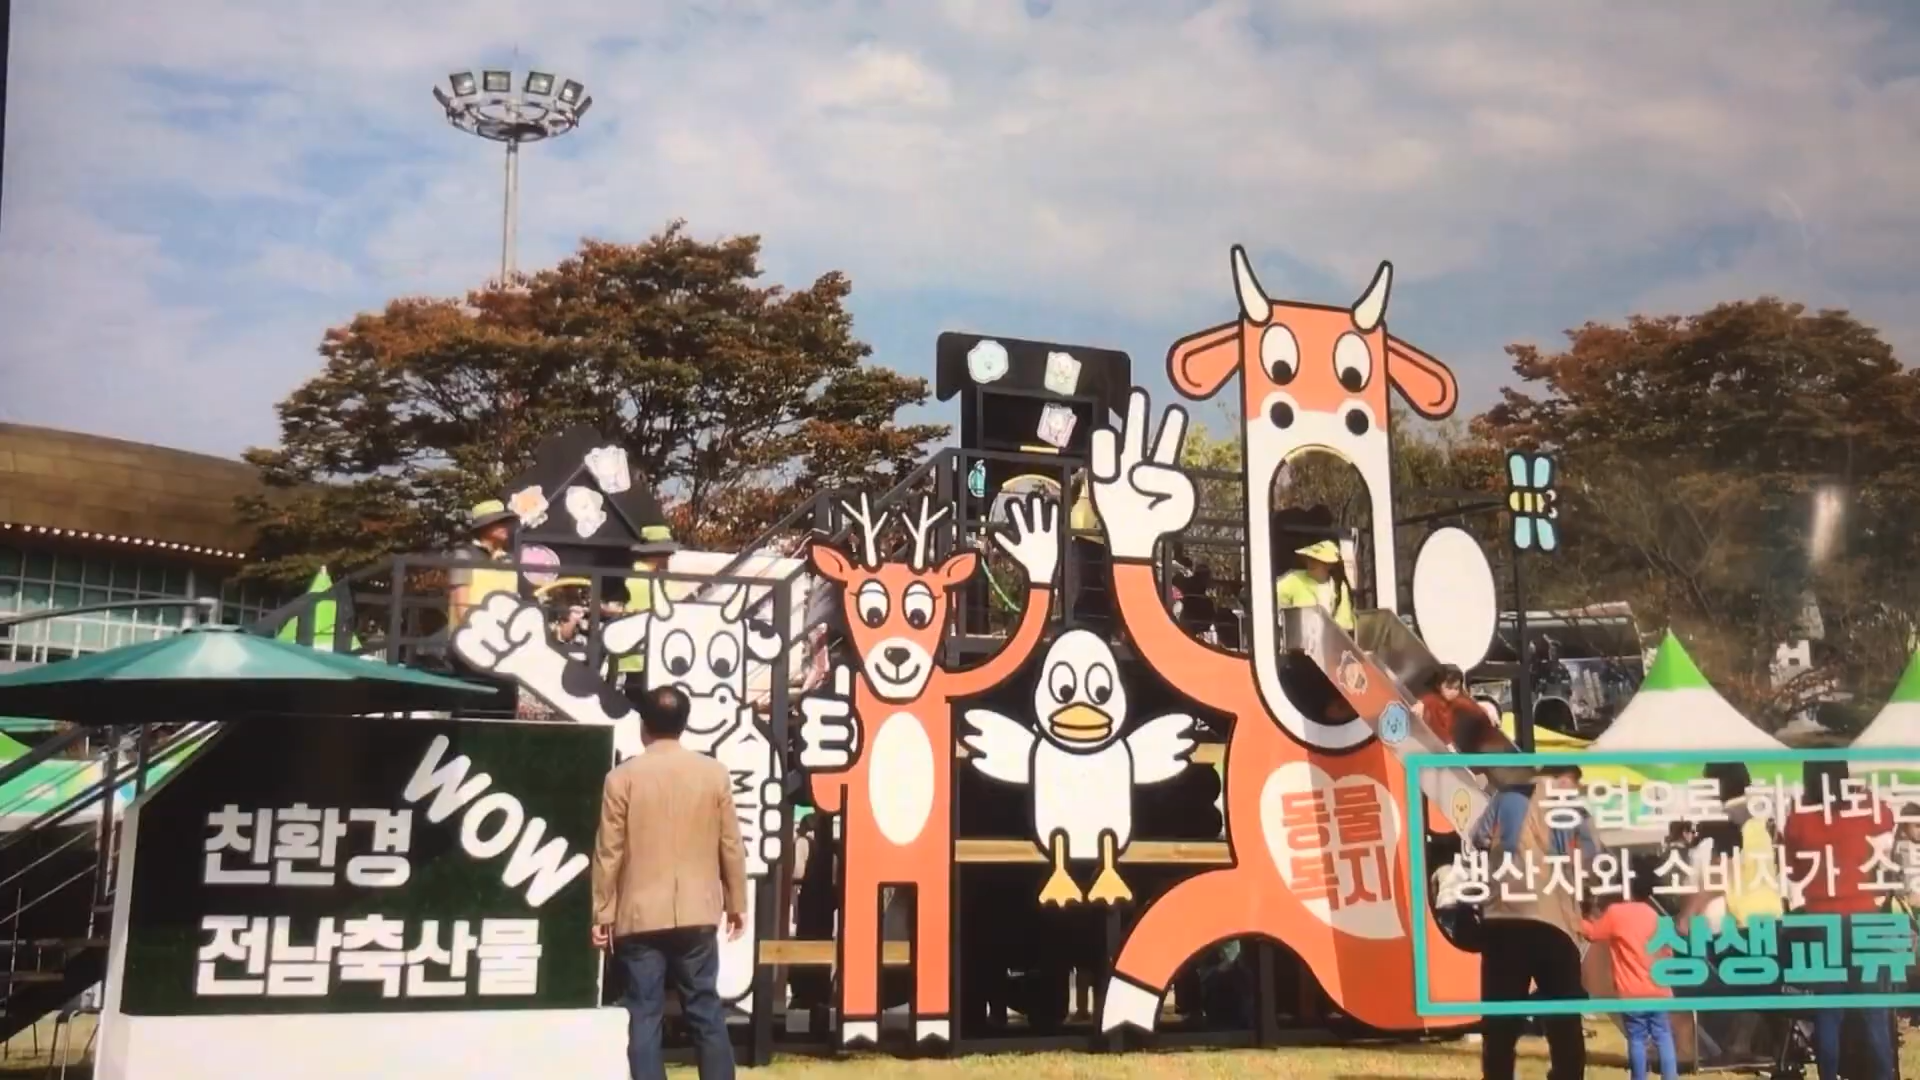 WOW
친환경
전남축산물
동물
복지
농업으로 하나되는
생산자와 소비자가
상생교류